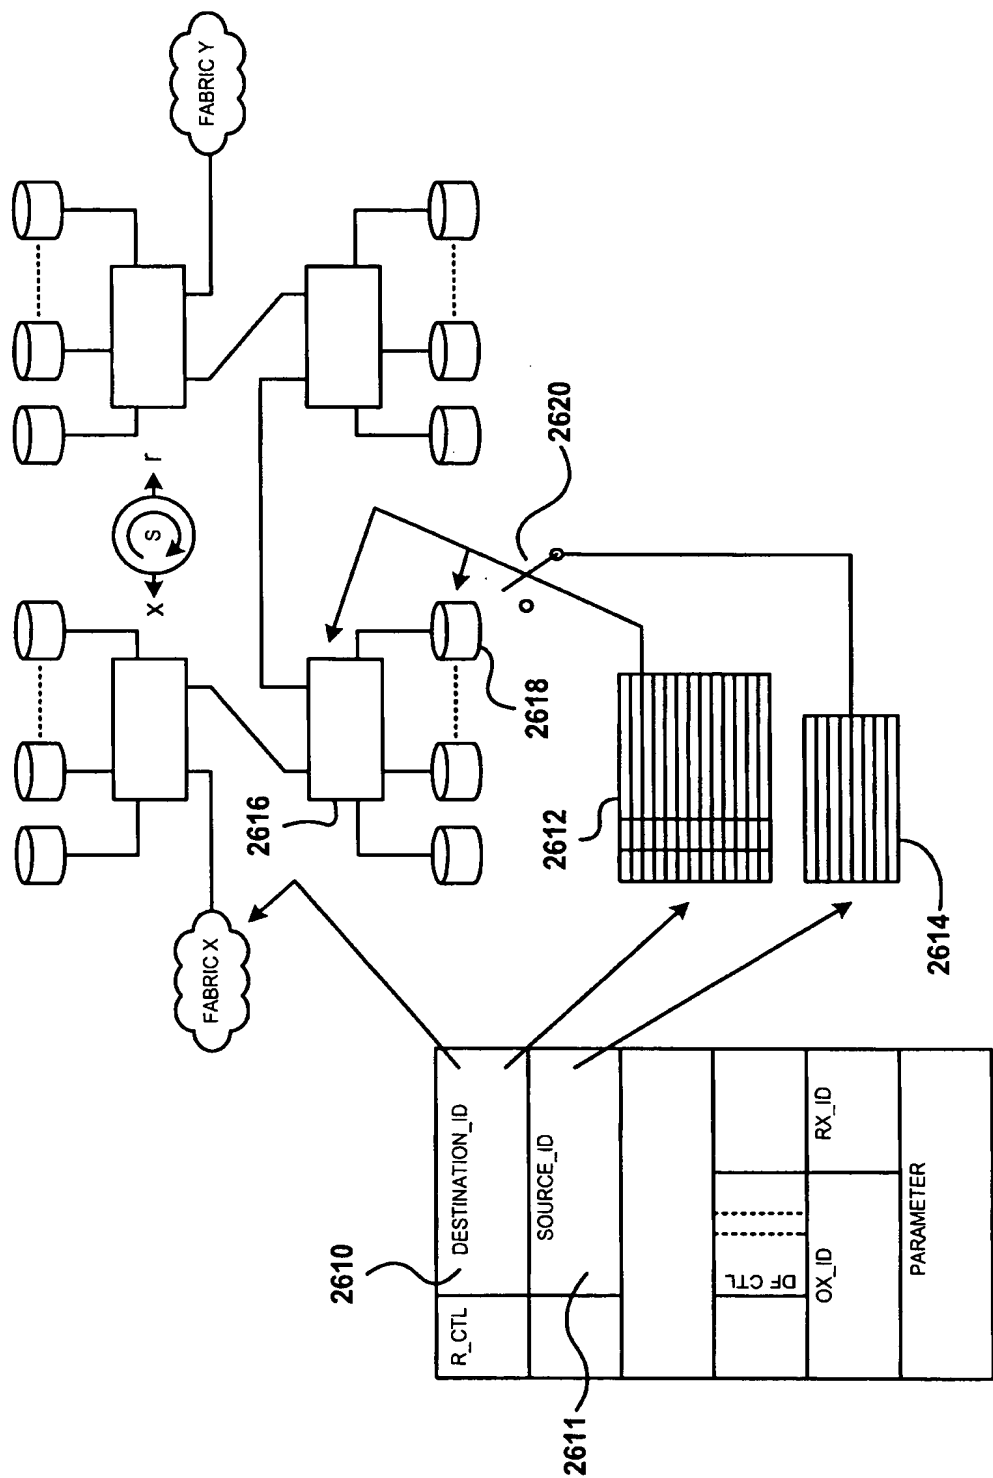 R_CTL
DESTINATION_ID
SOURCE_ID
DF CTL
OX_ID
RX_ID
PARAMETER
2610
2611
FABRIC X
FABRIC Y
X
S
r
2616
2618
2612
2614
2620